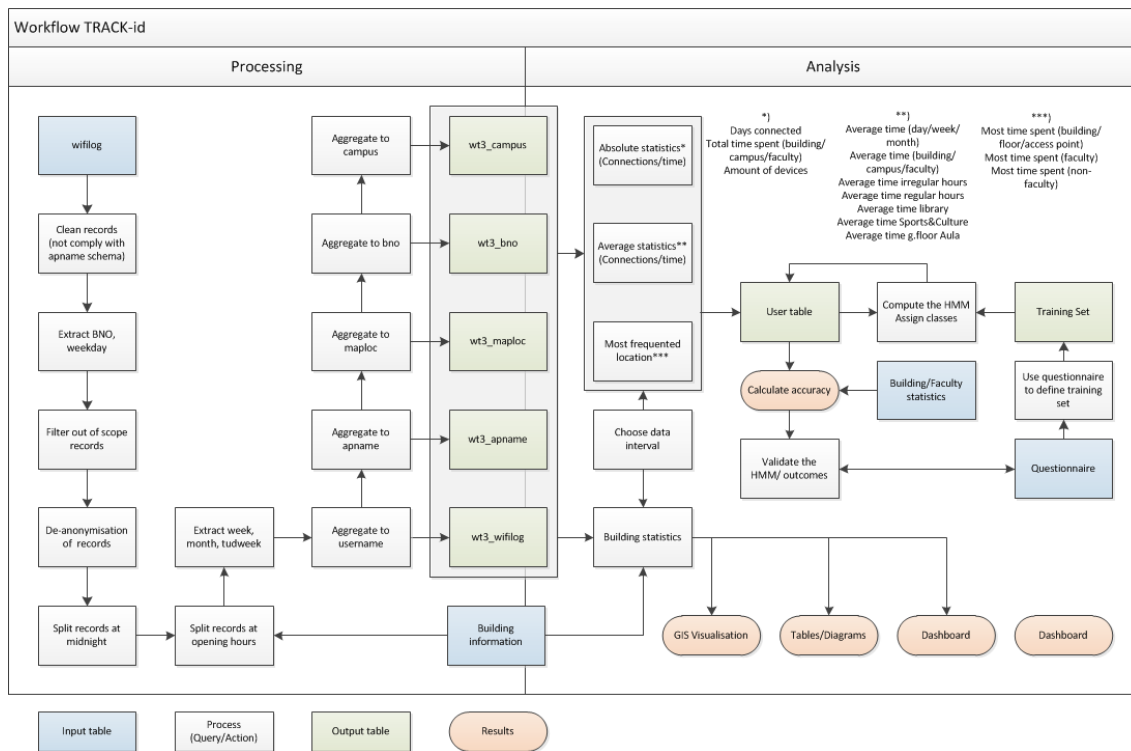 Workflow TRACK-id
Processing
Analysis
wifilog
Clean records
(not comply with
apname schema)
Extract BNO,
weekday
Filter out of scope
records
De-anonymisation
of records
Split records at
midnight
Split records at
opening hours
Extract week,
month, tudweek
Aggregate to
username
Aggregate to
apname
Aggregate to
maploc
Aggregate to bno
Aggregate to
campus
wt3_campus
wt3_bno
wt3_maploc
wt3_apname
wt3_wifilog
Building
information
Absolute statistics*
(Connections/time)
Average statistics**
(Connections/time)
Most frequented
location***
Choose data
interval
Building statistics
*)
Days connected
Total time spent (building/
campus/faculty)
Amount of devices
**)
Average time (day/week/
month)
Average time (building/
campus/faculty)
Average time irregular hours
Average time regular hours
Average time library
Average time Sports&Culture
Average time g.floor Aula
***)
Most time spent (building/
floor/access point)
Most time spent (faculty)
Most time spent (non-
faculty)
User table
Compute the HMM
Assign classes
Training Set
Calculate accuracy
Building/Faculty
statistics
Use questionnaire
to define training
set
Validate the
HMM/ outcomes
Questionnaire
GIS Visualisation
Tables/Diagrams
Dashboard
Dashboard
Input table
Process
(Query/Action)
Output table
Results